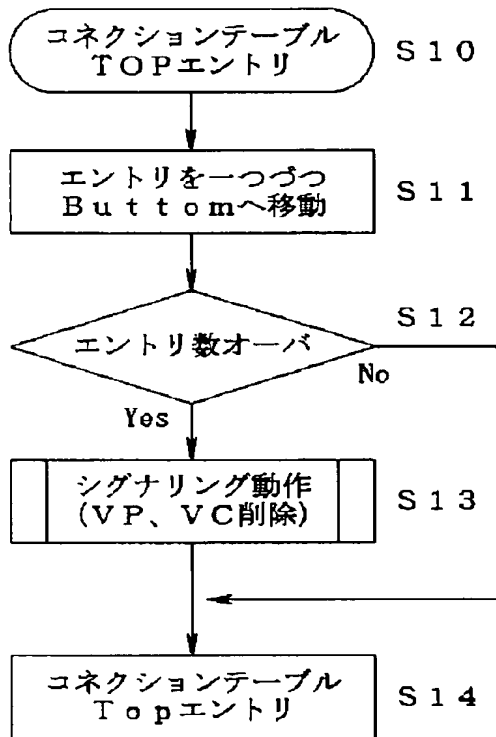 コネクションテーブル
TOPエントリ
S10
エントリを一つづつ
Buttomへ移動
S11
エントリ数オーバ
S12
No
Yes
シグナリング動作
(VP、VC削除)
S13
コネクションテーブル
Topエントリ
S14